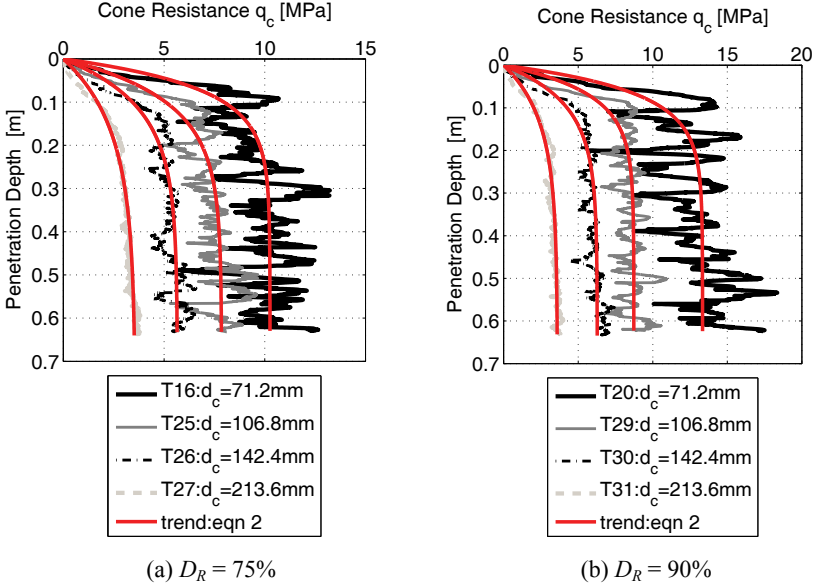 Cone Resistance q_c [MPa]
0 5 10 15
0
0.1
0.2
0.3
0.4
0.5
0.6
0.7
Penetration Depth [m]
T16:d_c=71.2mm
T25:d_c=106.8mm
T26:d_c=142.4mm
T27:d_c=213.6mm
trend:eqn 2
(a) D_R = 75%
Cone Resistance q_c [MPa]
0 5 10 15 20
0
0.1
0.2
0.3
0.4
0.5
0.6
0.7
Penetration Depth [m]
T20:d_c=71.2mm
T29:d_c=106.8mm
T30:d_c=142.4mm
T31:d_c=213.6mm
trend:eqn 2
(b) D_R = 90%